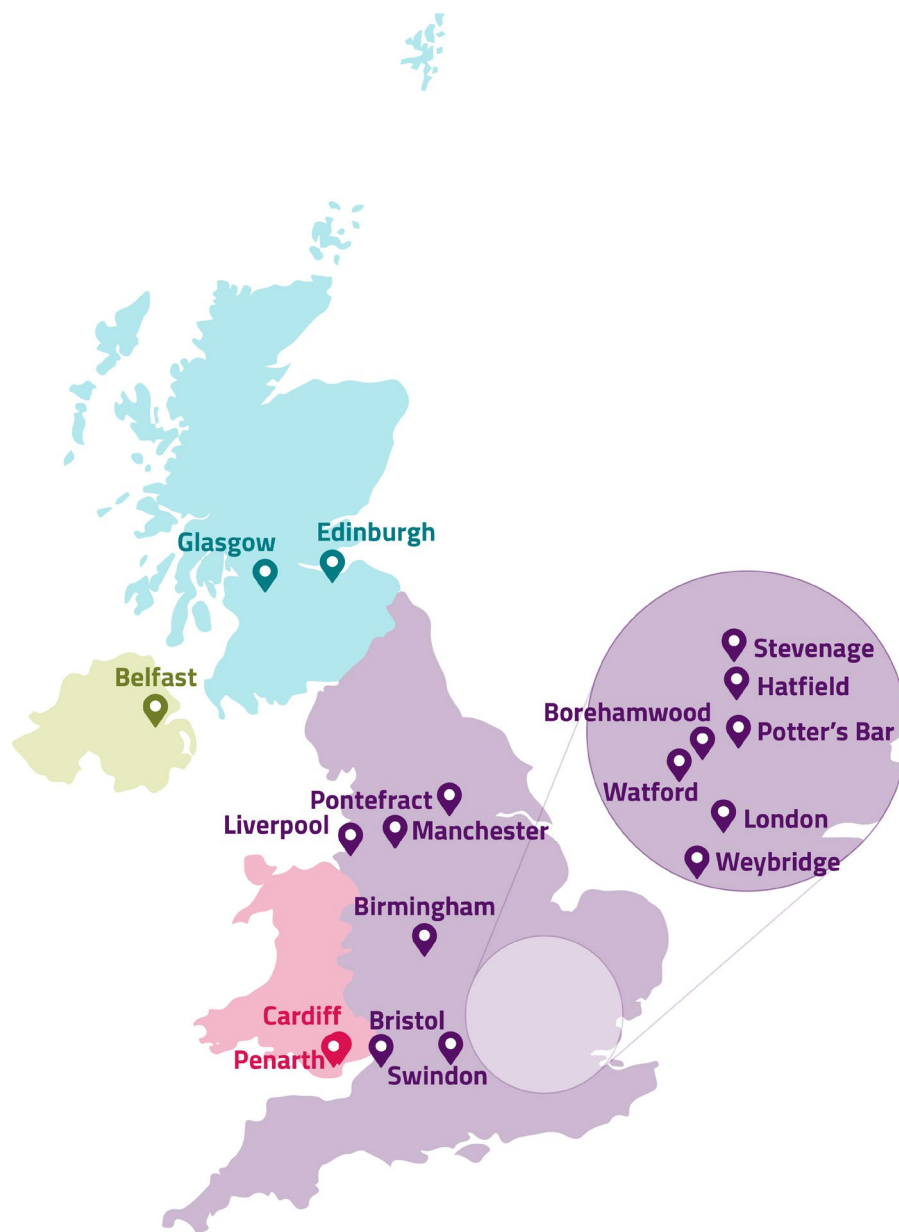 Edinburgh
Glasgow
Belfast
Stevenage
Hatfield
Borehamwood
Potter’s Bar
Watford
Pontefract
London
Liverpool
Manchester
Weybridge
Birmingham
Cardiff
Bristol
Penarth
Swindon